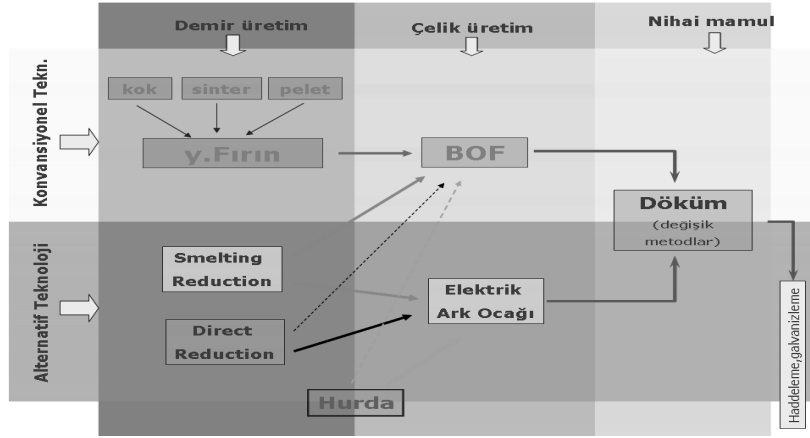 Demir üretim
Çelik üretim
Nihai mamul
Konvansiyonel Tekn.
kok
sinter
pelet
y.Fırın
BOF
Döküm
(değişik
metodlar)
Alternatif Teknoloji
Smelting
Reduction
Elektrik
Ark Ocağı
Direct
Reduction
Hurda
Haddeleme,galvanizleme